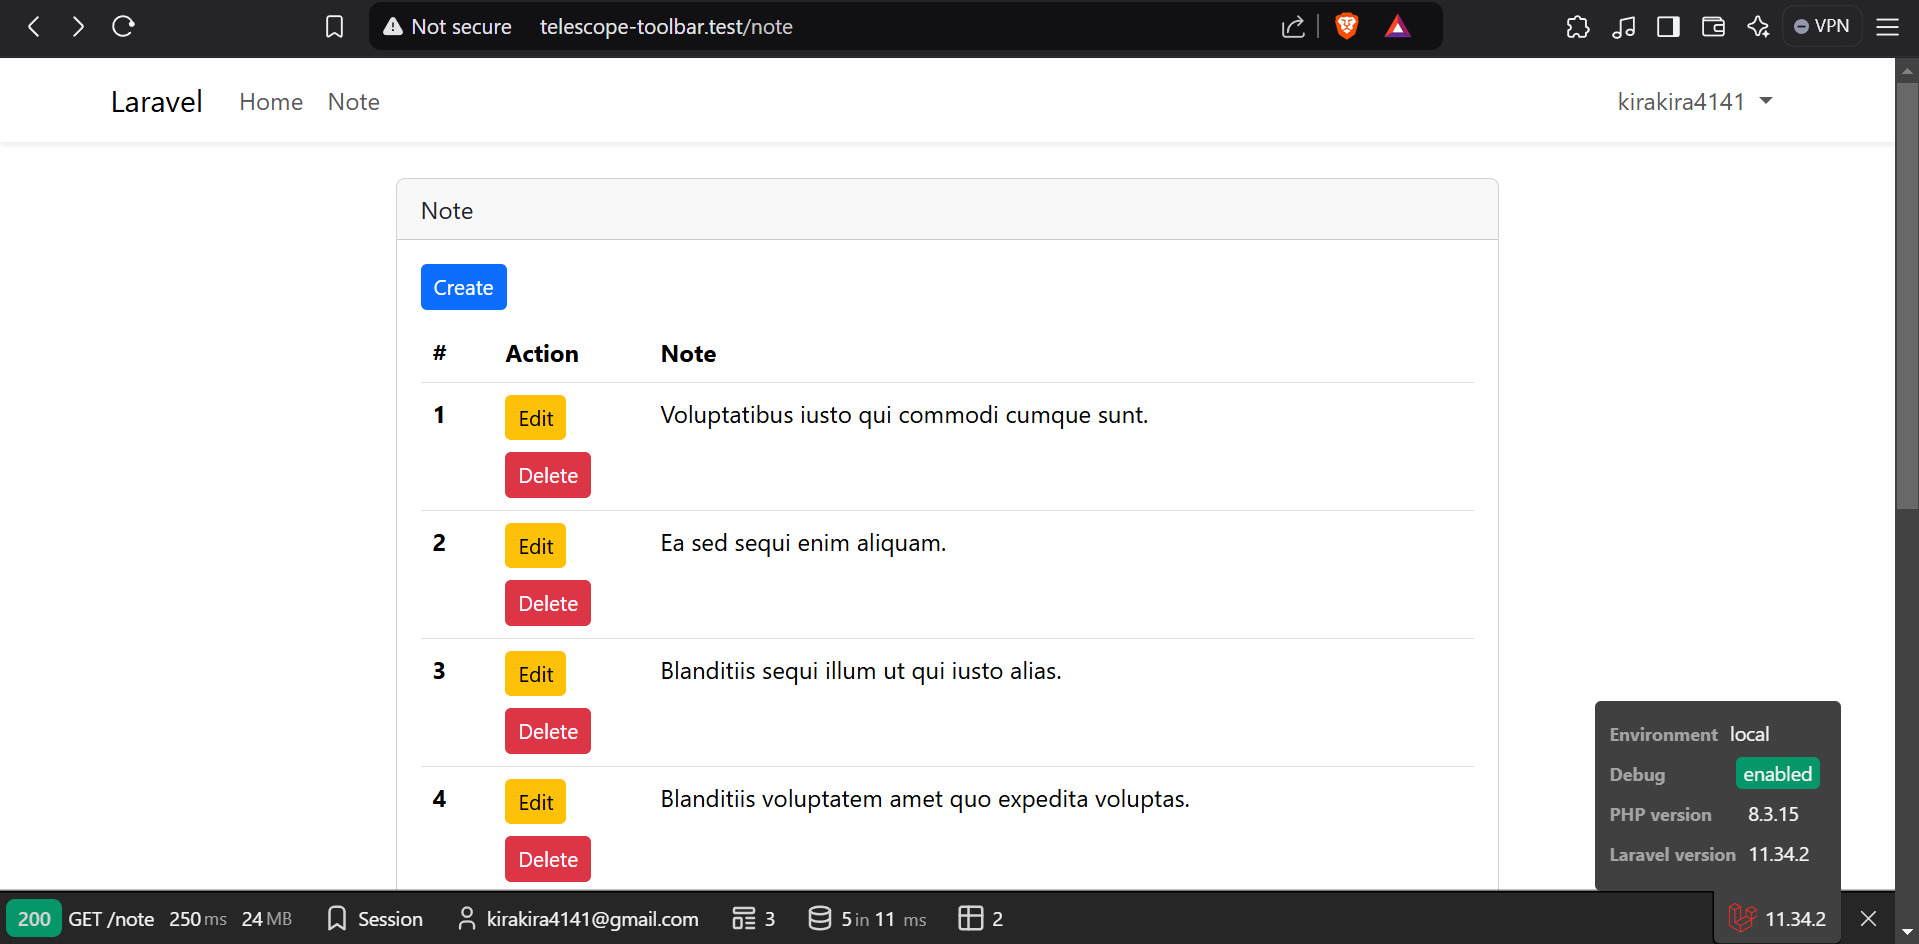 Not secure telescope-toolbar.test/note VPN
Laravel Home Note kirakira4141
Note
Create
# Action Note
1 Edit Voluptatibus iusto qui commodi cumque sunt.
Delete
2 Edit Ea sed sequi enim aliquam.
Delete
3 Edit Blanditiis sequi illum ut qui iusto alias.
Delete
4 Edit Blanditiis voluptatem amet quo expedita voluptas.
Delete
Environment local
Debug enabled
PHP version 8.3.15
Laravel version 11.34.2
200 GET /note 250 ms 24 MB Session kirakira4141@gmail.com 3 5 in 11 ms 2 11.34.2